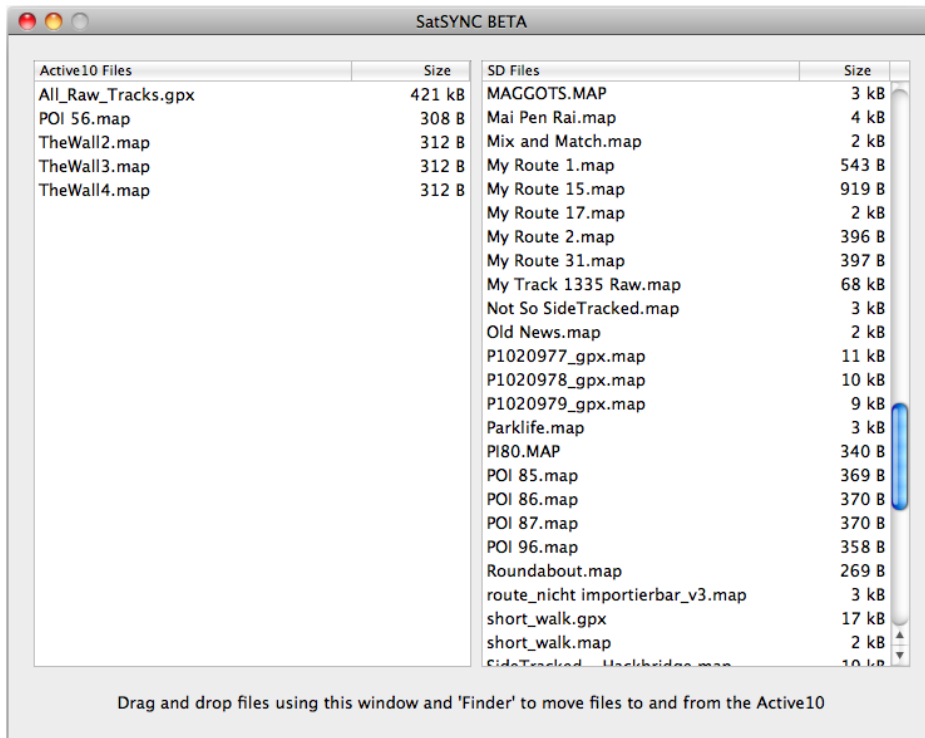 SatSYNC BETA
Active10 Files Size
All_Raw_Tracks.gpx 421 kB
POI 56.map 308 B
TheWall2.map 312 B
TheWall3.map 312 B
TheWall4.map 312 B
SD Files Size
MAGGOTS.MAP 3 kB
Mai Pen Rai.map 4 kB
Mix and Match.map 2 kB
My Route 1.map 543 B
My Route 15.map 919 B
My Route 17.map 2 kB
My Route 2.map 396 B
My Route 31.map 397 B
My Track 1335 Raw.map 68 kB
Not So SideTracked.map 3 kB
Old News.map 2 kB
P1020977_gpx.map 11 kB
P1020978_gpx.map 10 kB
P1020979_gpx.map 9 kB
Parklife.map 3 kB
PI80.MAP 340 B
POI 85.map 369 B
POI 86.map 370 B
POI 87.map 370 B
POI 96.map 358 B
Roundabout.map 269 B
route_nicht importierbar_v3.map 3 kB
short_walk.gpx 17 kB
short_walk.map 2 kB
Drag and drop files using this window and 'Finder' to move files to and from the Active10